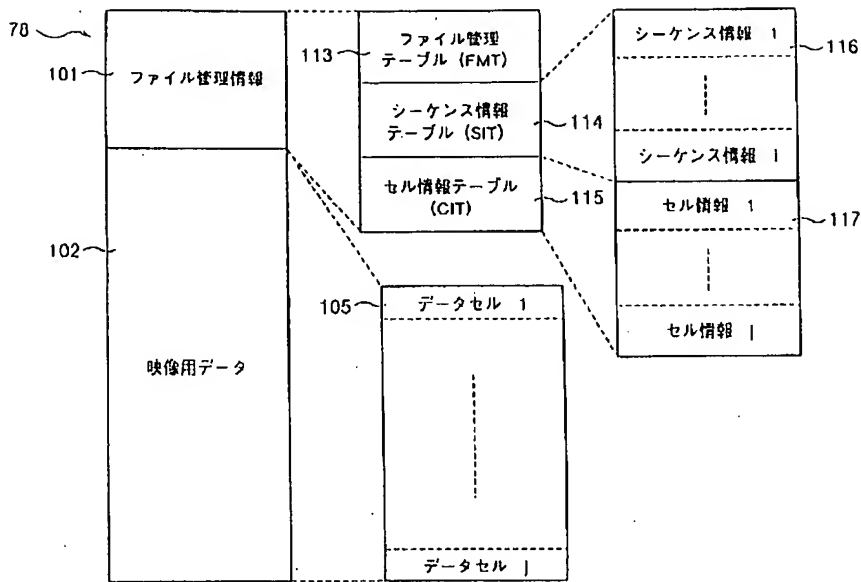 78
101
ファイル管理情報
102
映像用データ
113
ファイル管理
テーブル (FMT)
シーケンス情報
テーブル (SIT)
114
セル情報テーブル
(CIT)
115
シーケンス情報 1
116
シーケンス情報 I
セル情報 1
117
セル情報 J
105
データセル 1
データセル J